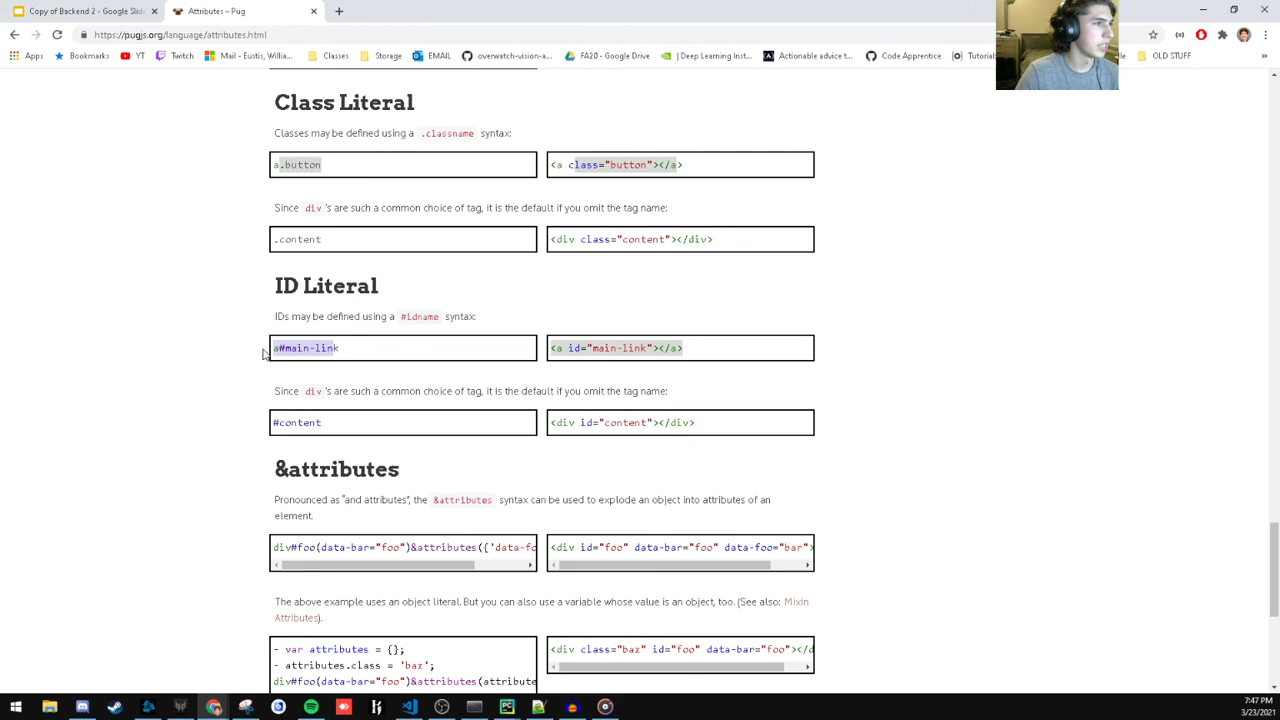 Copy of Backend 2 - Google Slid
Attributes – Pug
https://pugjs.org/language/attributes.html
Apps
Bookmarks
YT
Twitch
Mail - Eustis, Willia...
Classes
Storage
EMAIL
overwatch-vision-a...
FA20 - Google Drive
| Deep Learning Inst...
Actionable advice t...
Code Apprentice
Tutorial
OLD STUFF
»
Class Literal
Classes may be defined using a .classname syntax:
a.button
<a class="button"></a>
Since div 's are such a common choice of tag, it is the default if you omit the tag name:
.content
<div class="content"></div>
ID Literal
IDs may be defined using a #idname syntax:
a#main-link
<a id="main-link"></a>
Since div 's are such a common choice of tag, it is the default if you omit the tag name:
#content
<div id="content"></div>
&attributes
Pronounced as “and attributes”, the &attributes syntax can be used to explode an object into attributes of an
element.
div#foo(data-bar="foo")&attributes({'data-fo
<div id="foo" data-bar="foo" data-foo="bar">
The above example uses an object literal. But you can also use a variable whose value is an object, too. (See also: Mixin
Attributes).
- var attributes = {};
- attributes.class = 'baz';
div#foo(data-bar="foo")&attributes(attribute
<div class="baz" id="foo" data-bar="foo"></d
7:47 PM
3/23/2021